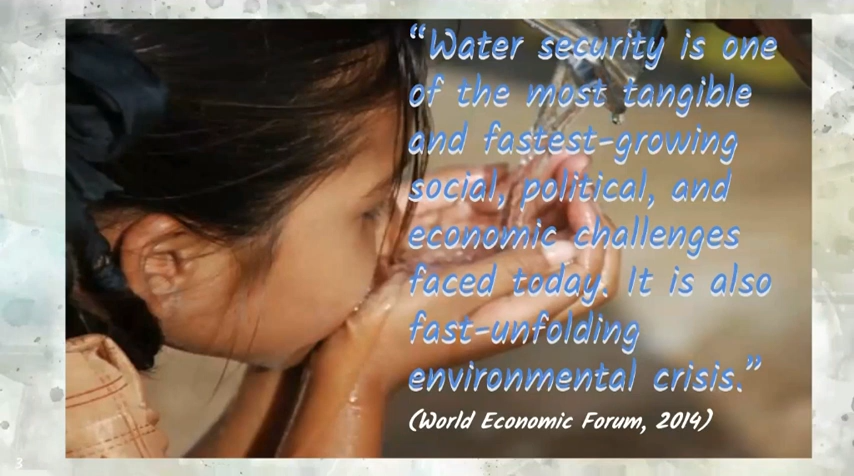 “Water security is one
of the most tangible
and fastest-growing
social, political, and
economic challenges
faced today. It is also
fast-unfolding
environmental crisis.”
(World Economic Forum, 2014)
3